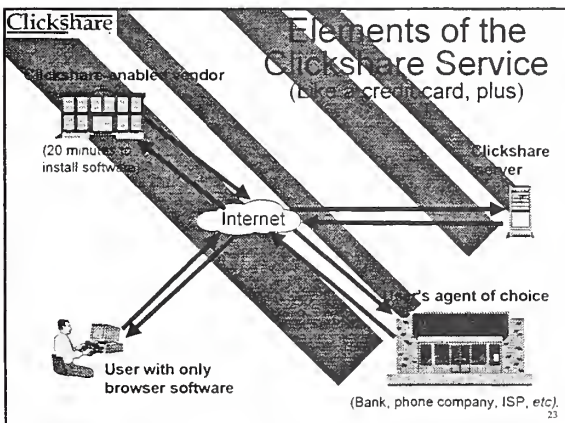 Clickshare
Elements of the
Clickshare Service
(Like a credit card, plus)
Clickshare-enabled vendor
(20 minutes to
install software)
Clickshare
server
Internet
User's agent of choice
User with only
browser software
(Bank, phone company, ISP, etc).
23